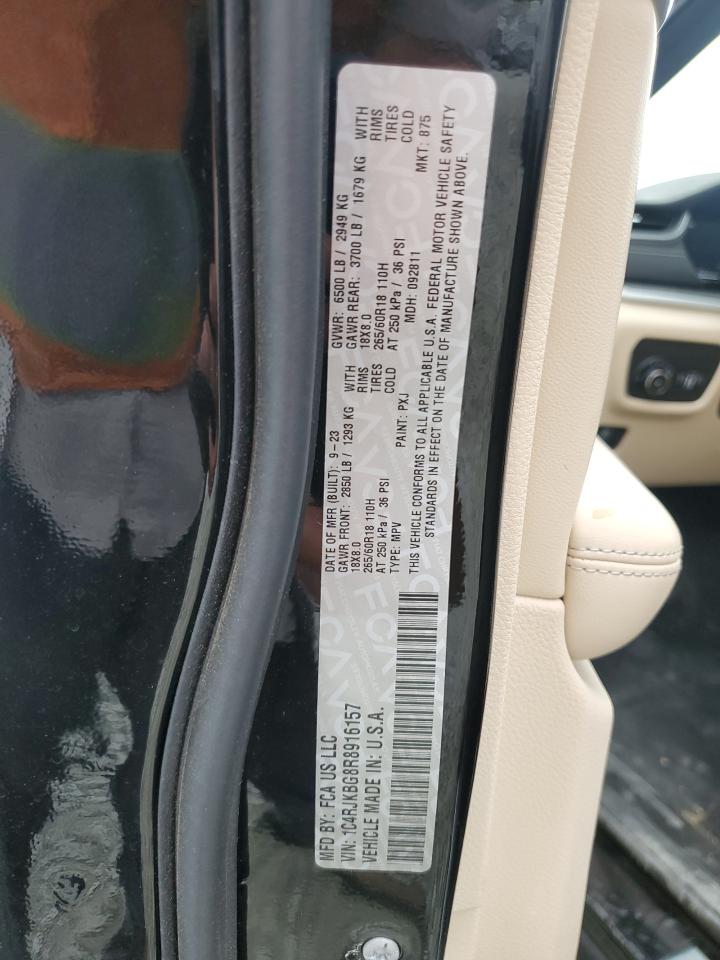 MFD BY: FCA US LLC
VIN: 1C4RJKBG8R8916157
VEHICLE MADE IN: U.S.A.
DATE OF MFR (BUILT): 9-23 GVWR: 6500 LB / 2949 KG
GAWR FRONT: 2850 LB / 1293 KG WITH GAWR REAR: 3700 LB / 1679 KG WITH
18X8.0 RIMS 18X8.0 RIMS
265/60R18 110H TIRES 265/60R18 110H TIRES
AT 250 kPa / 36 PSI COLD AT 250 kPa / 36 PSI COLD
TYPE: MPV PAINT: PXJ MDH: 092811 MKT: 875
THIS VEHICLE CONFORMS TO ALL APPLICABLE U.S.A. FEDERAL MOTOR VEHICLE SAFETY
STANDARDS IN EFFECT ON THE DATE OF MANUFACTURE SHOWN ABOVE.